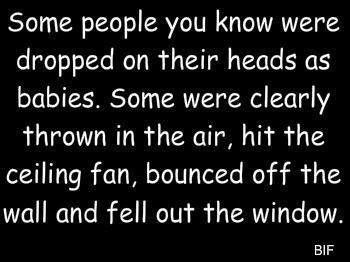 Some people you know were
dropped on their heads as
babies. Some were clearly
thrown in the air, hit the
ceiling fan, bounced off the
wall and fell out the window.
BIF